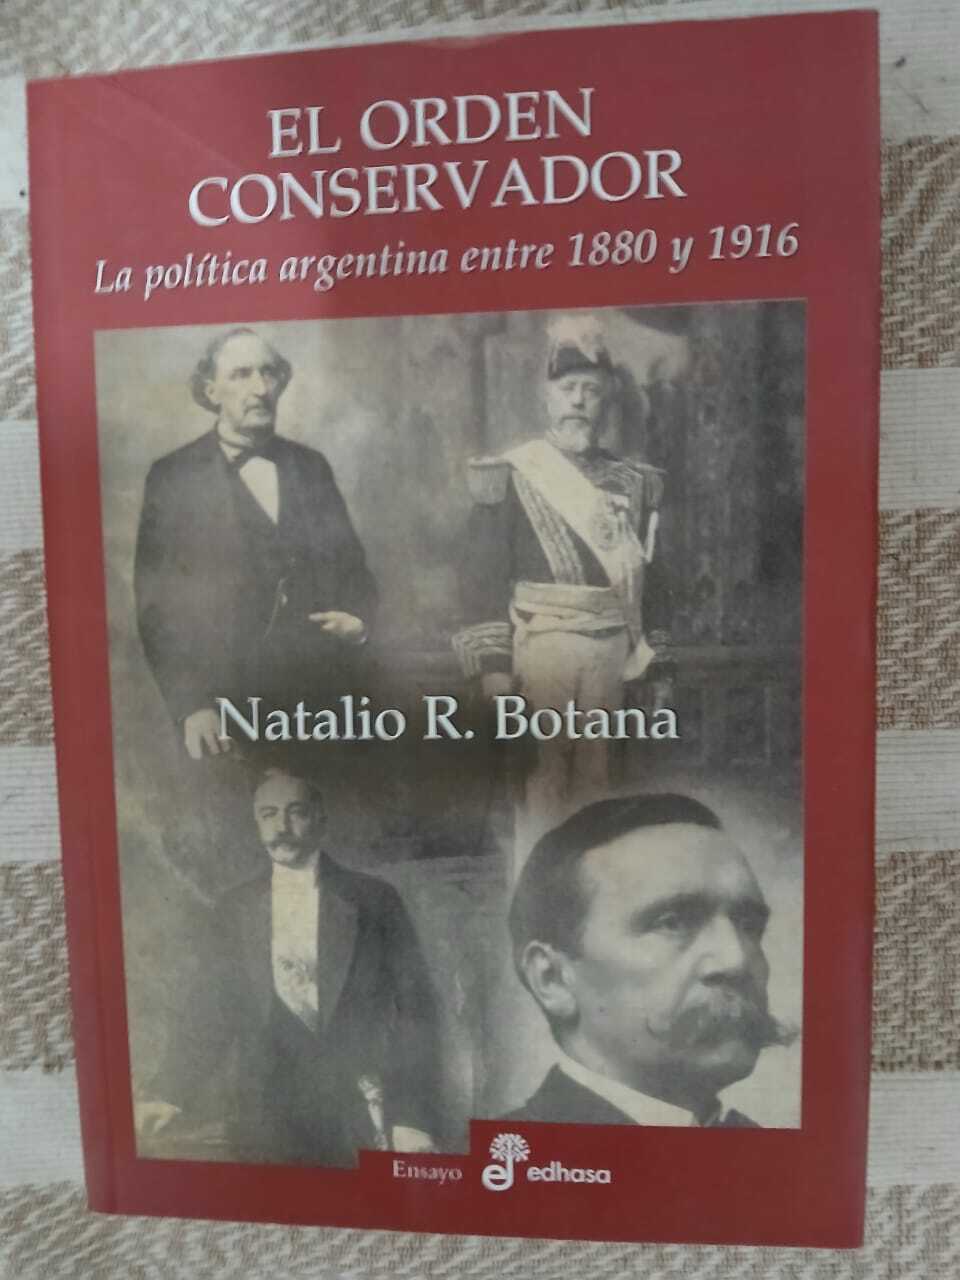 EL ORDEN
CONSERVADOR
La política argentina entre 1880 y 1916
Natalio R. Botana
Ensayo
edhasa